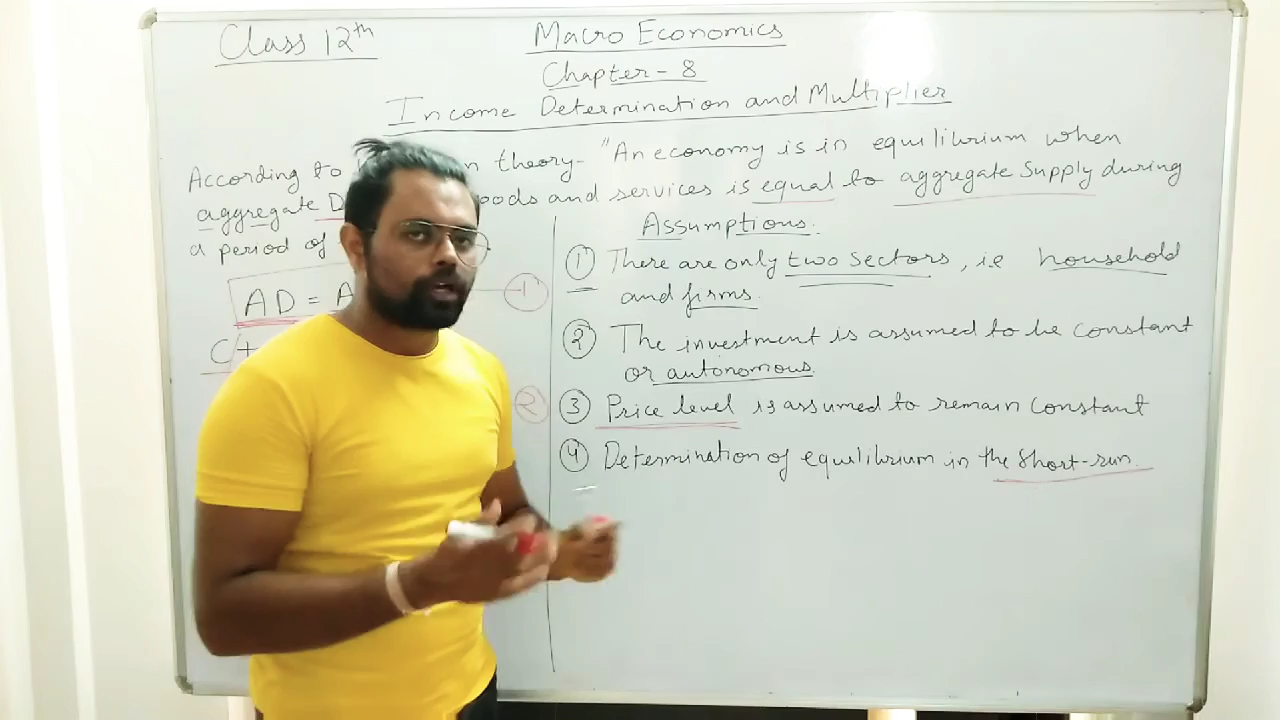 Class 12th
Macro Economics
Chapter - 8
Income Determination and Multiplier
According to n theory - "An economy is in equilibrium when
aggregate D oods and services is equal to aggregate Supply during
a period of
AD = A
1
C +
2
Assumptions.
① There are only two sectors, i.e household
and firms.
② The investment is assumed to be constant
or autonomous.
③ Price level is assumed to remain constant
④ Determination of equilibrium in the short-run.